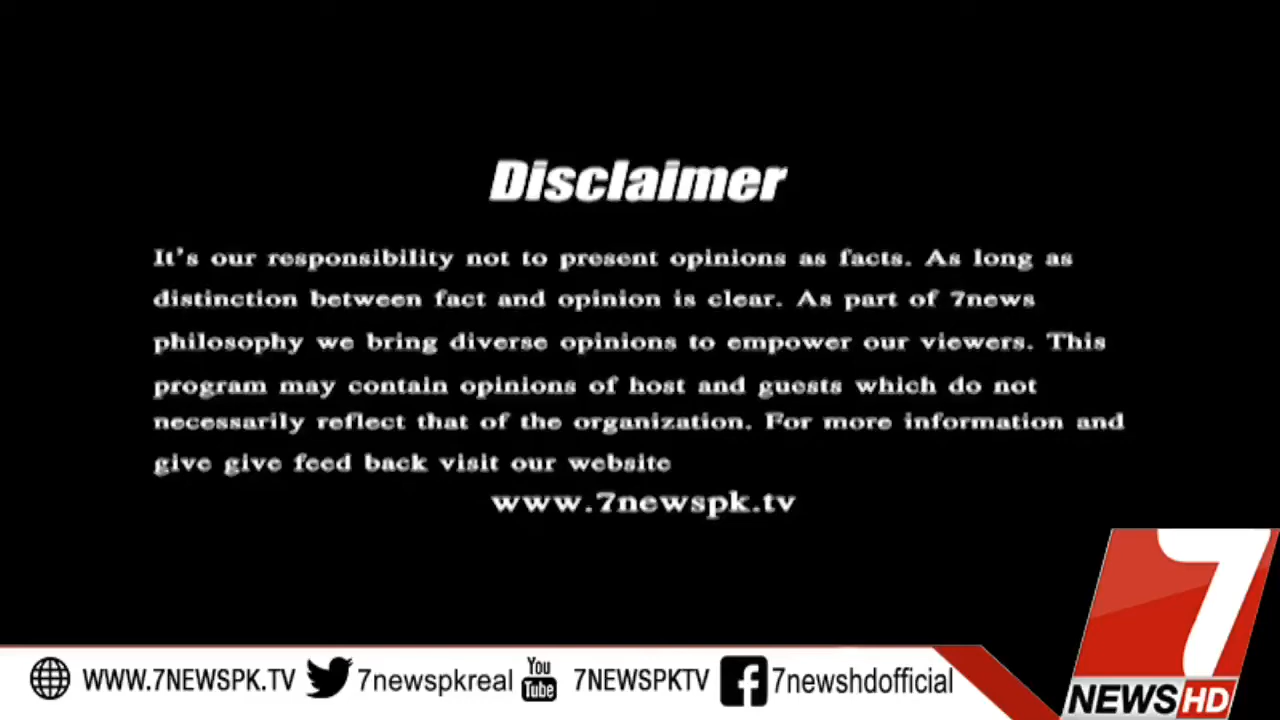 Disclaimer
It's our responsibility not to present opinions as facts. As long as
distinction between fact and opinion is clear. As part of 7news
philosophy we bring diverse opinions to empower our viewers. This
program may contain opinions of host and guests which do not
necessarily reflect that of the organization. For more information and
give give feed back visit our website
www.7newspk.tv
7
NEWS HD
WWW.7NEWSPK.TV 7newspkreal You Tube 7NEWSPKTV f 7newshdofficial